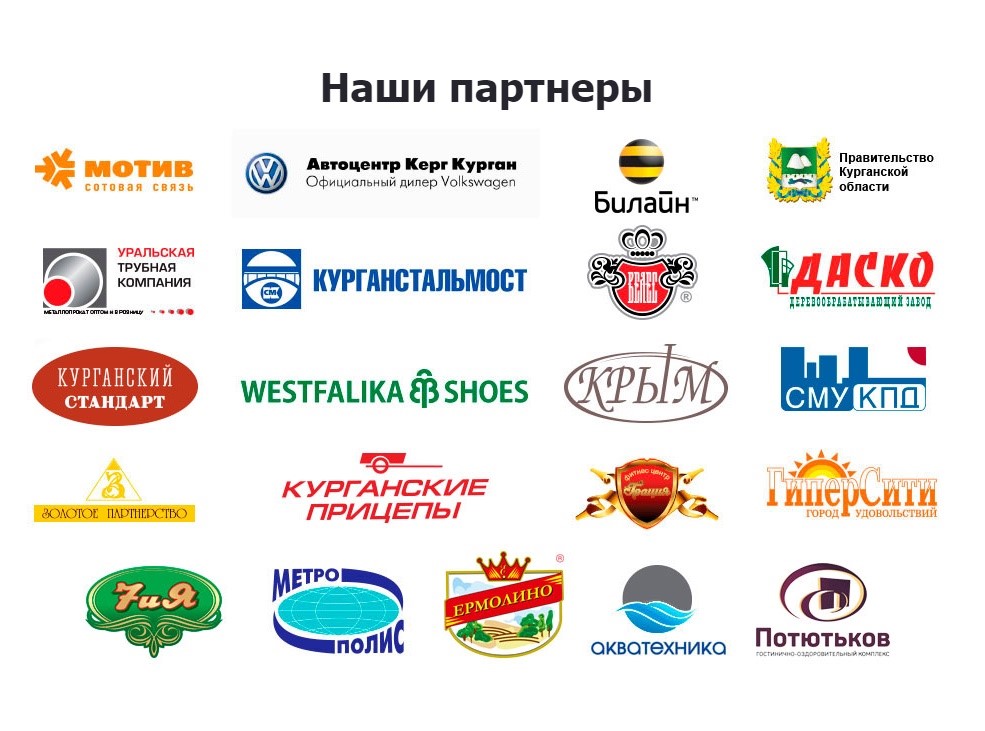 Наши партнеры
МОТИВ
сотовая связь
Автоцентр Керг Курган
Официальный дилер Volkswagen
Билайн™
Правительство
Курганской
области
УРАЛЬСКАЯ
ТРУБНАЯ
КОМПАНИЯ
МЕТАЛЛОПРОКАТ ОПТОМ И В РОЗНИЦУ
СМ
КУРГАНСТАЛЬМОСТ
ВЕЛЕС
®
ДАСКО
ДЕРЕВООБРАБАТЫВАЮЩИЙ ЗАВОД
КУРГАНСКИЙ
СТАНДАРТ
WESTFALIKA SHOES
КРЫМ
СМУ КПД
З
ЗОЛОТОЕ ПАРТНЕРСТВО
КУРГАНСКИЕ
ПРИЦЕПЫ
фитнес центр
Грация
ГиперСити
ГОРОД УДОВОЛЬСТВИЙ
7иЯ
МЕТРО
ПОЛИС
®
ЕРМОЛИНО
акватехника
Потютьков
ГОСТИНИЧНО-ОЗДОРОВИТЕЛЬНЫЙ КОМПЛЕКС